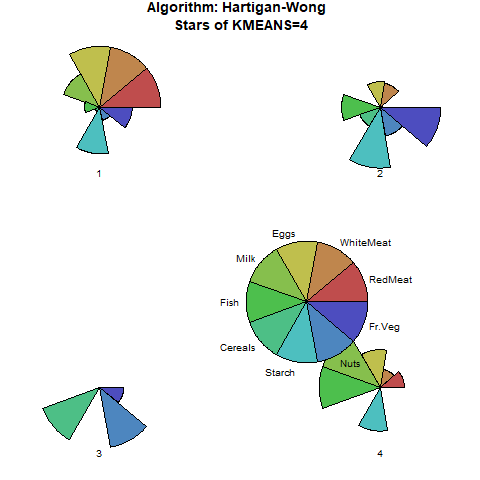 Algorithm: Hartigan-Wong
Stars of KMEANS=4
1
2
Eggs
WhiteMeat
Milk
RedMeat
Fish
Fr.Veg
Cereals
Nuts
Starch
3
4